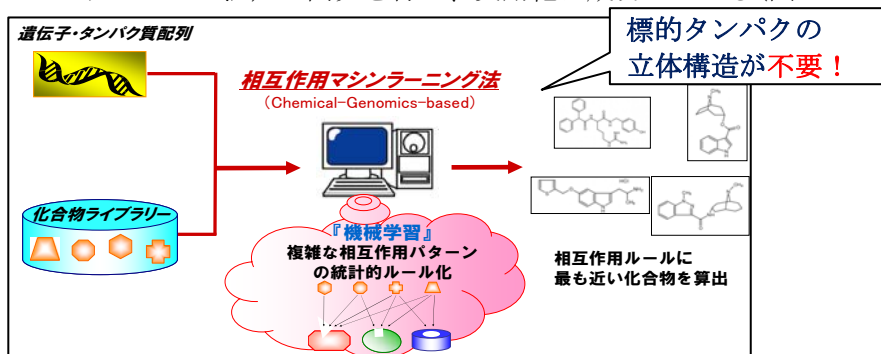 標的タンパクの
立体構造が不要！
遺伝子・タンパク質配列
相互作用マシンラーニング法
（Chemical-Genomics-based）
化合物ライブラリー
『機械学習』
複雑な相互作用パターン
の統計的ルール化
相互作用ルールに
最も近い化合物を算出